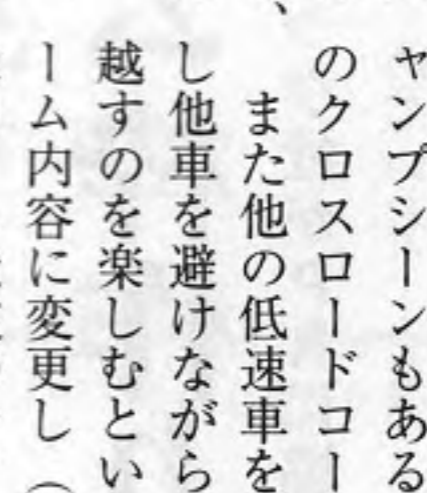 ャンプシーンもある
のクロスロードコー
また他の低速車を
し他車を避けながら
越すのを楽しむとい
ーム内容に変更し（